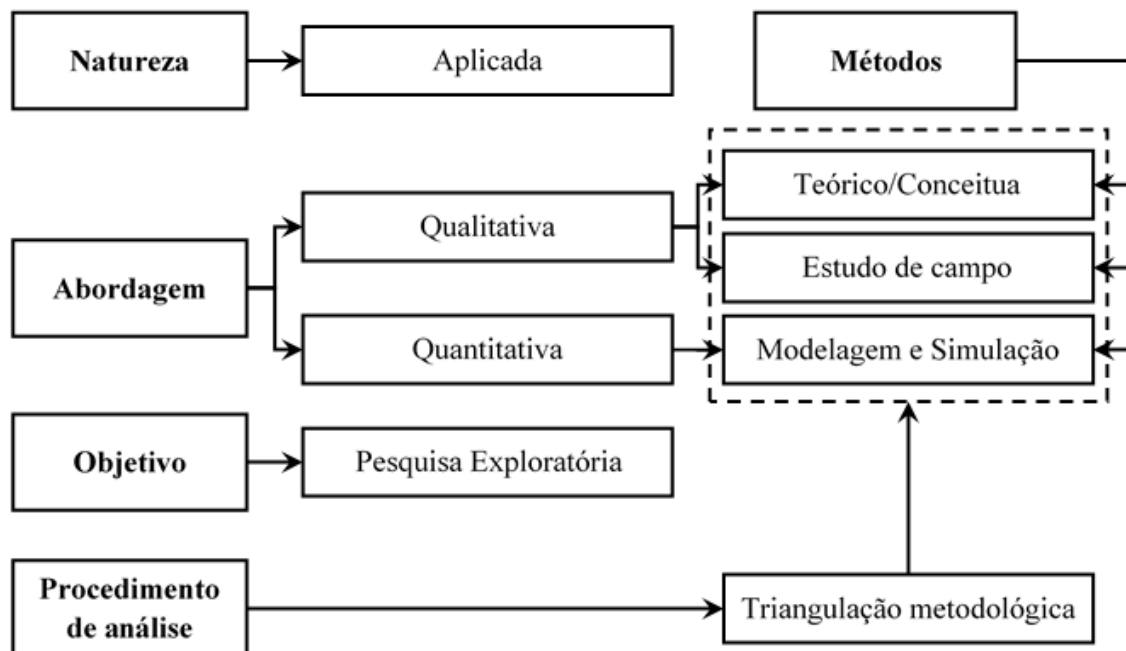 Natureza
Aplicada
Métodos
Teórico/Conceitua
Qualitativa
Estudo de campo
Abordagem
Quantitativa
Modelagem e Simulação
Objetivo
Pesquisa Exploratória
Procedimento
de análise
Triangulação metodológica